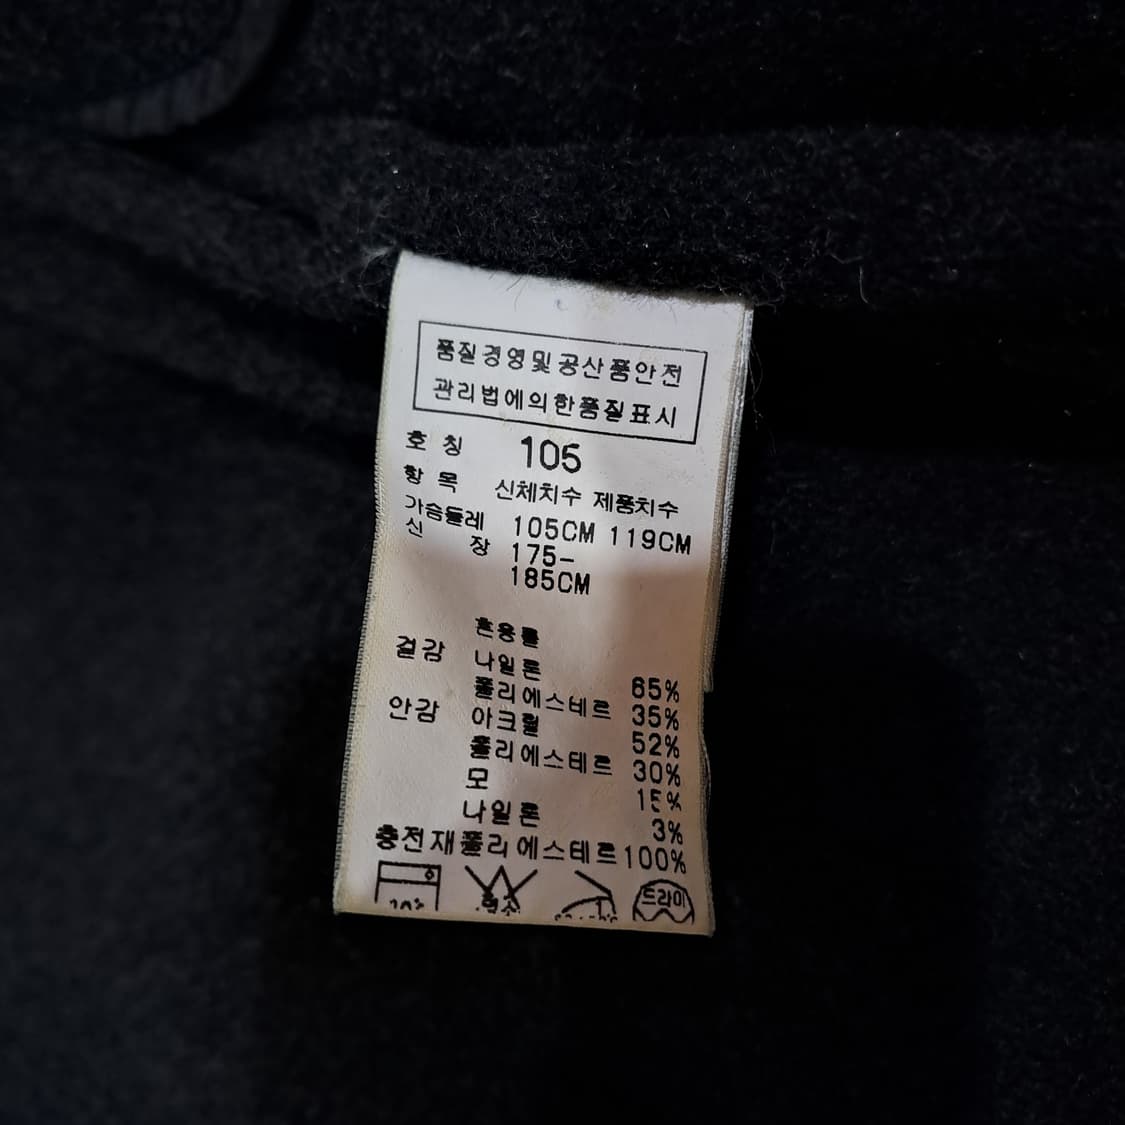 품질경영및공산품안전
관리법에의한품질표시
호 칭 105
항 목 신체치수 제품치수
가슴둘레 105CM 119CM
신 장 175-
185CM
혼용률
겉감 나일론 65%
폴리에스테르 35%
안감 아크릴 52%
폴리에스테르 30%
모 15%
나일론 3%
충전재폴리에스테르100%
드라이